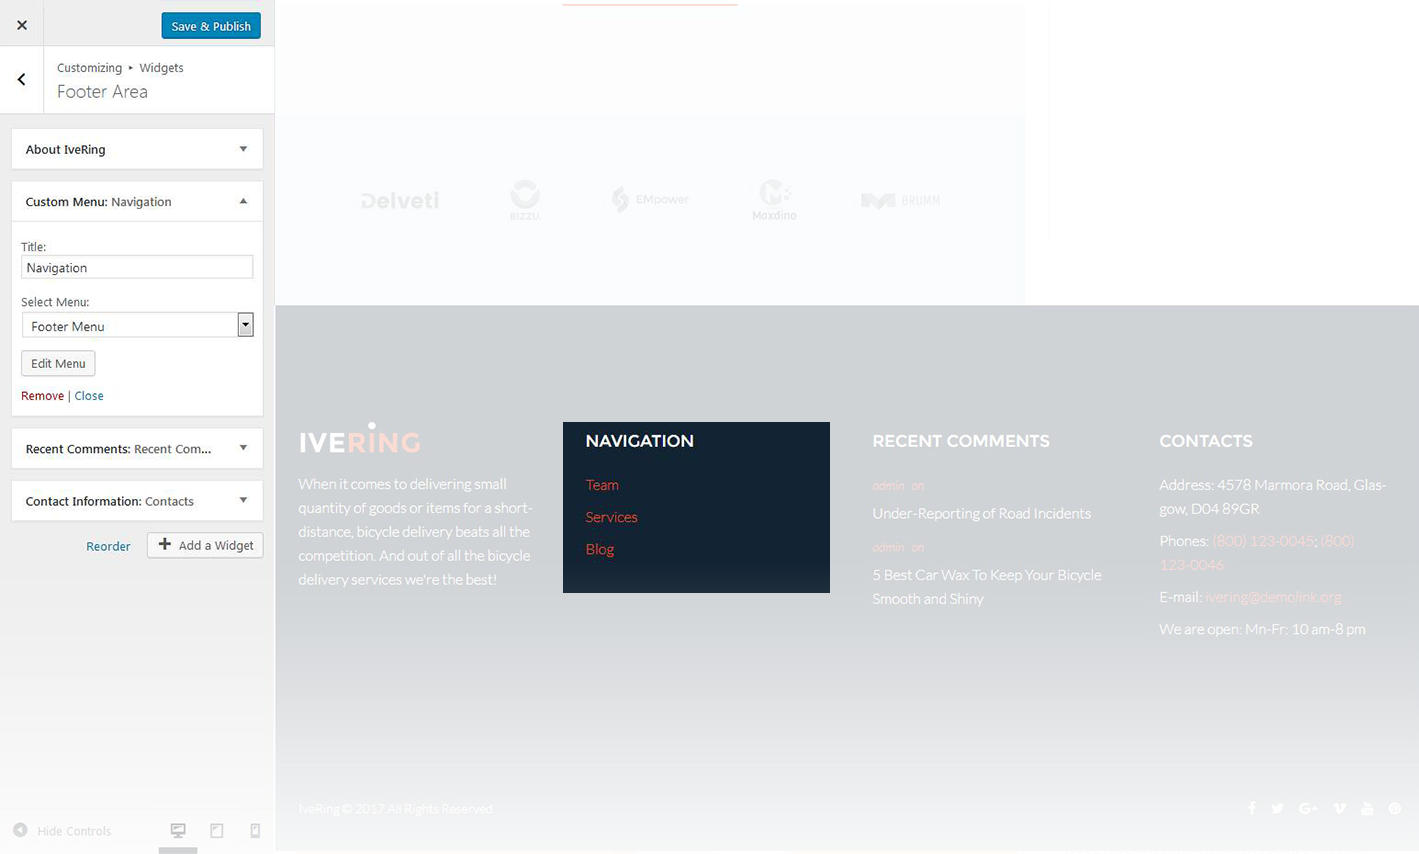 Save & Publish
Customizing ▸ Widgets
Footer Area
About IveRing
Custom Menu: Navigation
Title:
Navigation
Select Menu:
Footer Menu
Edit Menu
Remove | Close
Recent Comments: Recent Com...
Contact Information: Contacts
Reorder
Add a Widget
Hide Controls
Delveti
BIZZU.
EMpower
Maxdino
BRUMM
IVERING
When it comes to delivering small
quantity of goods or items for a short-
distance, bicycle delivery beats all the
competition. And out of all the bicycle
delivery services we're the best!
NAVIGATION
Team
Services
Blog
RECENT COMMENTS
admin on
Under-Reporting of Road Incidents
admin on
5 Best Car Wax To Keep Your Bicycle
Smooth and Shiny
CONTACTS
Address: 4578 Marmora Road, Glas-
gow, D04 89GR
Phones: (800) 123-0045; (800)
123-0046
E-mail: ivering@demolink.org
We are open: Mn-Fr: 10 am-8 pm
IveRing © 2017 All Rights Reserved